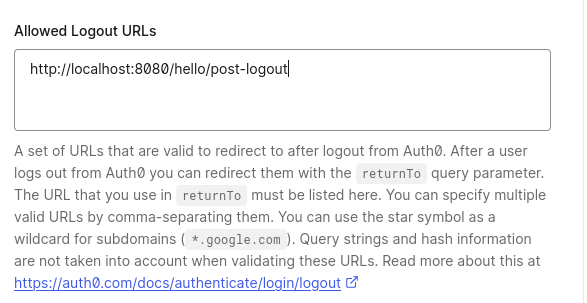 Allowed Logout URLs
http://localhost:8080/hello/post-logout
A set of URLs that are valid to redirect to after logout from Auth0. After a user
logs out from Auth0 you can redirect them with the returnTo query parameter.
The URL that you use in returnTo must be listed here. You can specify multiple
valid URLs by comma-separating them. You can use the star symbol as a
wildcard for subdomains ( *.google.com ). Query strings and hash information
are not taken into account when validating these URLs. Read more about this at
https://auth0.com/docs/authenticate/login/logout